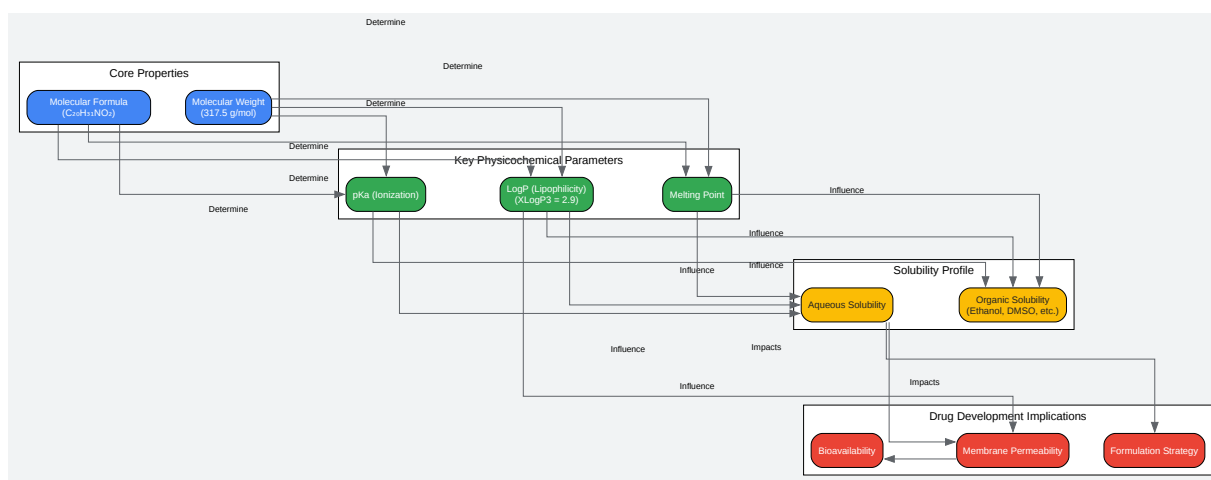 Determine
Determine
Core Properties
Molecular Formula
(C₂₀H₃₁NO₂)
Molecular Weight
(317.5 g/mol)
Determine
Determine
Key Physicochemical Parameters
Determine
pKa (Ionization)
LogP (Lipophilicity)
(XLogP3 = 2.9)
Melting Point
Influence
Determine
Influence
Influence
Influence
Solubility Profile
Aqueous Solubility
Organic Solubility
(Ethanol, DMSO, etc.)
Influence
Impacts
Influence
Impacts
Drug Development Implications
Bioavailability
Membrane Permeability
Formulation Strategy